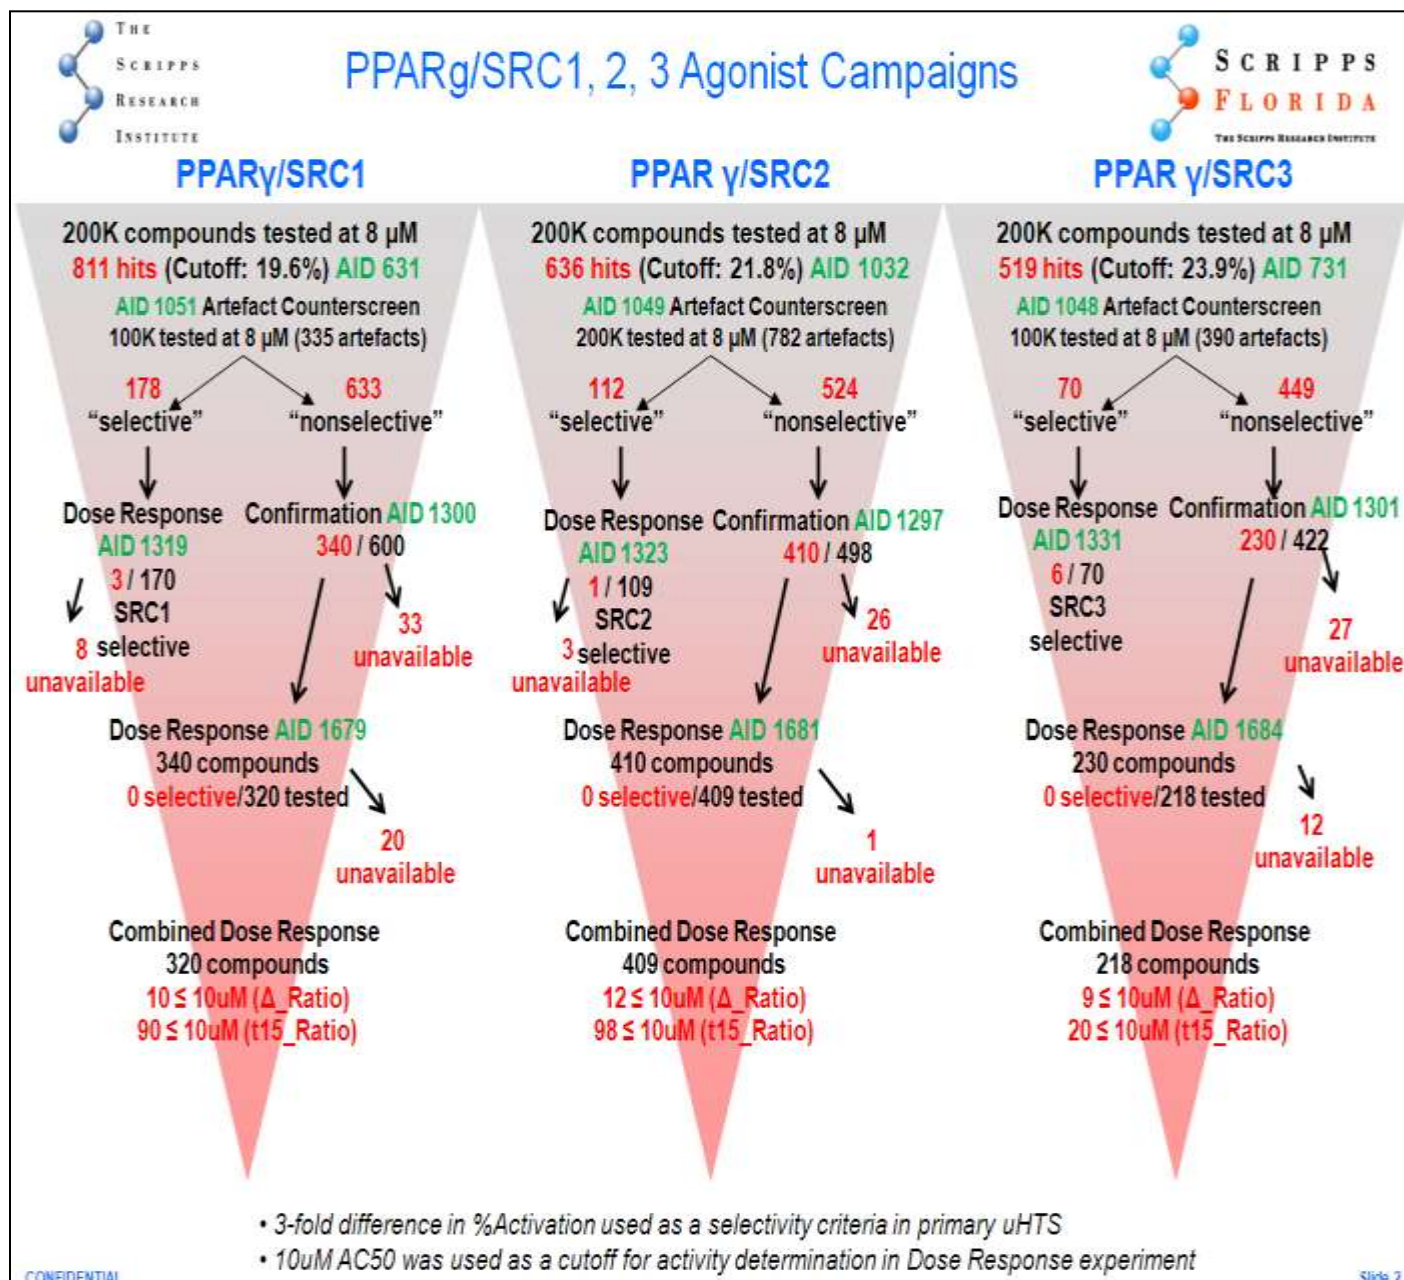 THE
SCRIPPS
RESEARCH
INSTITUTE
PPARg/SRC1, 2, 3 Agonist Campaigns
SCRIPPS
FLORIDA
THE SCRIPPS RESEARCH INSTITUTE
PPARγ/SRC1
200K compounds tested at 8 µM
811 hits (Cutoff: 19.6%) AID 631
AID 1051 Artefact Counterscreen
100K tested at 8 µM (335 artefacts)
178
"selective"
633
"nonselective"
Dose Response
AID 1319
3 / 170
SRC1
selective
8
unavailable
Confirmation AID 1300
340 / 600
33
unavailable
Dose Response AID 1679
340 compounds
0 selective/320 tested
20
unavailable
Combined Dose Response
320 compounds
10 ≤ 10uM (Δ_Ratio)
90 ≤ 10uM (t15_Ratio)
PPAR γ/SRC2
200K compounds tested at 8 µM
636 hits (Cutoff: 21.8%) AID 1032
AID 1049 Artefact Counterscreen
200K tested at 8 µM (782 artefacts)
112
"selective"
524
"nonselective"
Dose Response
AID 1323
1 / 109
SRC2
selective
3
unavailable
Confirmation AID 1297
410 / 498
26
unavailable
Dose Response AID 1681
410 compounds
0 selective/409 tested
1
unavailable
Combined Dose Response
409 compounds
12 ≤ 10uM (Δ_Ratio)
98 ≤ 10uM (t15_Ratio)
PPAR γ/SRC3
200K compounds tested at 8 µM
519 hits (Cutoff: 23.9%) AID 731
AID 1048 Artefact Counterscreen
100K tested at 8 µM (390 artefacts)
70
"selective"
449
"nonselective"
Dose Response
AID 1331
6 / 70
SRC3
selective
Confirmation AID 1301
230 / 422
27
unavailable
Dose Response AID 1684
230 compounds
0 selective/218 tested
12
unavailable
Combined Dose Response
218 compounds
9 ≤ 10uM (Δ_Ratio)
20 ≤ 10uM (t15_Ratio)
• 3-fold difference in %Activation used as a selectivity criteria in primary uHTS
• 10uM AC50 was used as a cutoff for activity determination in Dose Response experiment
CONFIDENTIAL
Slide 2